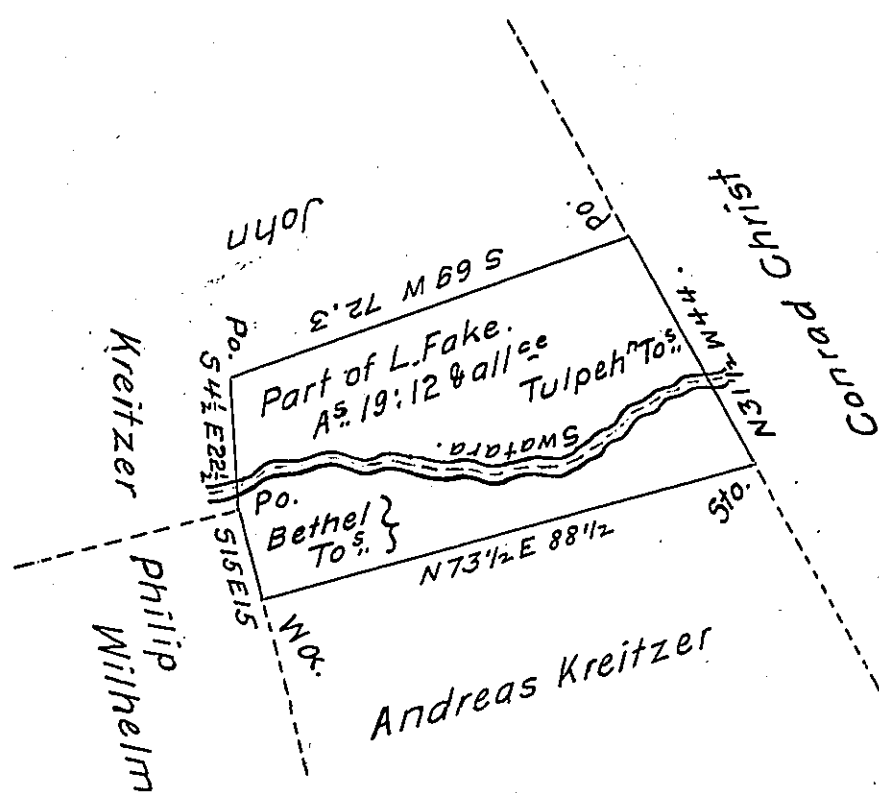 John
Kreitzer
Conrad Christ
Po.
S 69 W 72.3
Po.
S 4½ E 22½
Part of L. Fake.
Aˢ. 19:12 & allᶜᵉ
Tulpehⁿ Toˢ.
N 31½ W 44.
Swatara.
Po.
Bethel }
Toˢ. }
Sto.
N 73½ E 88½
S 15 E 15
W O.
Philip
Wilhelm
Andreas Kreitzer